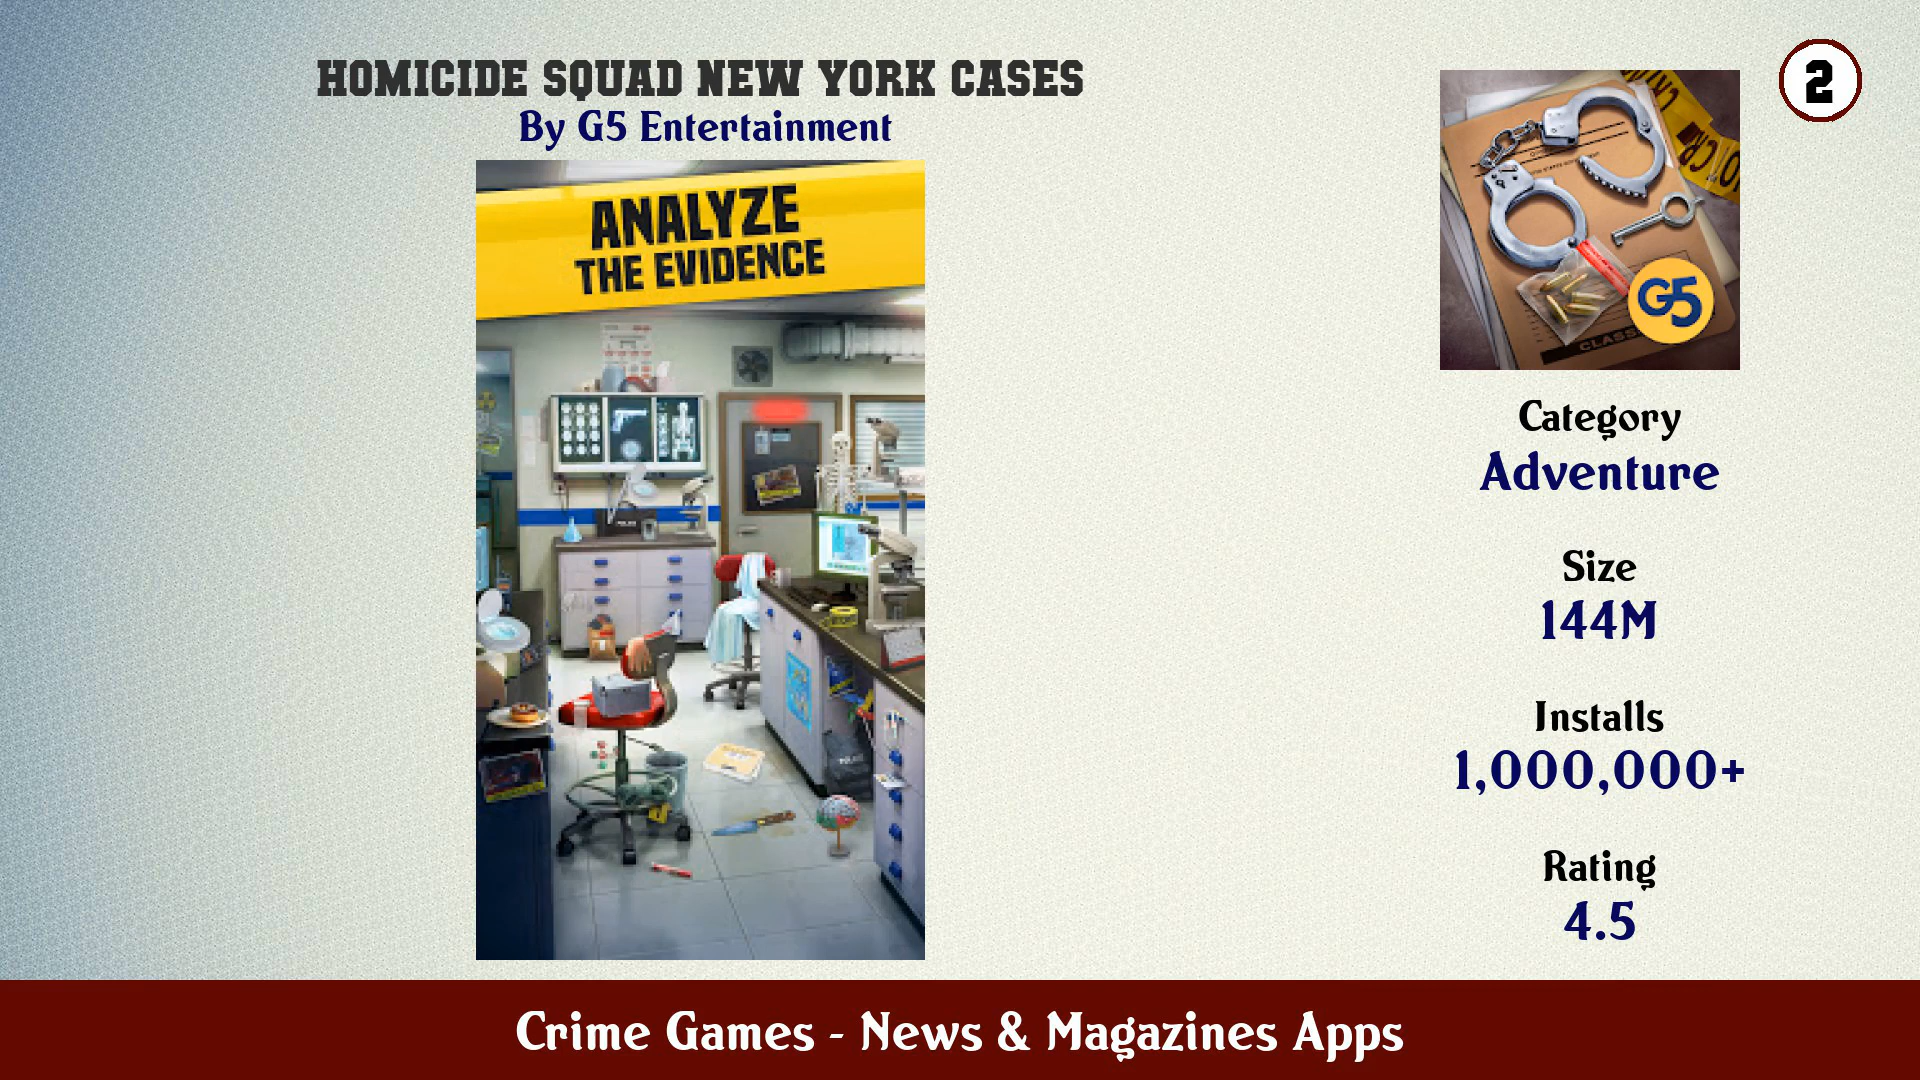 HOMICIDE SQUAD NEW YORK CASES
By G5 Entertainment
2
ANALYZE
THE EVIDENCE
G5
CLASS
Category
Adventure
Size
144M
Installs
1,000,000+
Rating
4.5
Crime Games - News & Magazines Apps